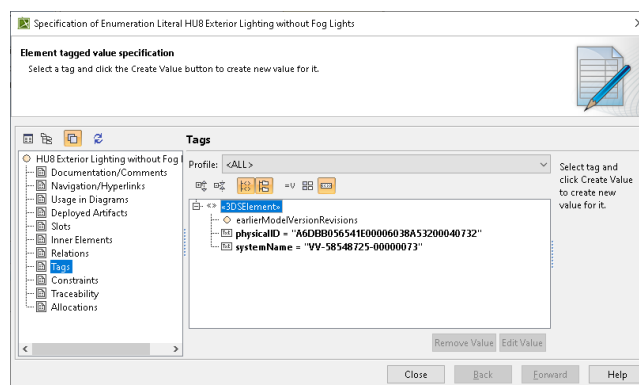 Specification of Enumeration Literal HU8 Exterior Lighting without Fog Lights
Element tagged value specification
Select a tag and click the Create Value button to create new value for it.
HU8 Exterior Lighting without Fog
Documentation/Comments
Navigation/Hyperlinks
Usage in Diagrams
Deployed Artifacts
Slots
Inner Elements
Relations
Tags
Constraints
Traceability
Allocations
Tags
Profile: <ALL>
«3DSElement»
earlierModelVersionRevisions
physicalID = "A6DBB056541E00006038A53200040732"
systemName = "VV-58548725-00000073"
Select tag and
click Create Value
to create new
value for it.
Remove Value Edit Value
Close Back Forward Help